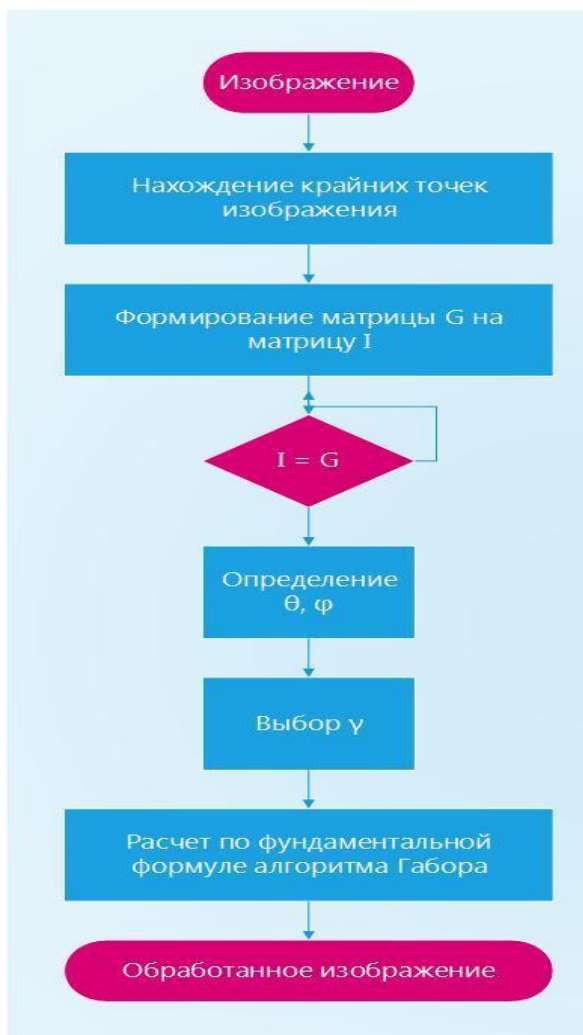 Изображение
Нахождение крайних точек
изображения
Формирование матрицы G на
матрицу I
I = G
Определение
θ, φ
Выбор γ
Расчет по фундаментальной
формуле алгоритма Габора
Обработанное изображение